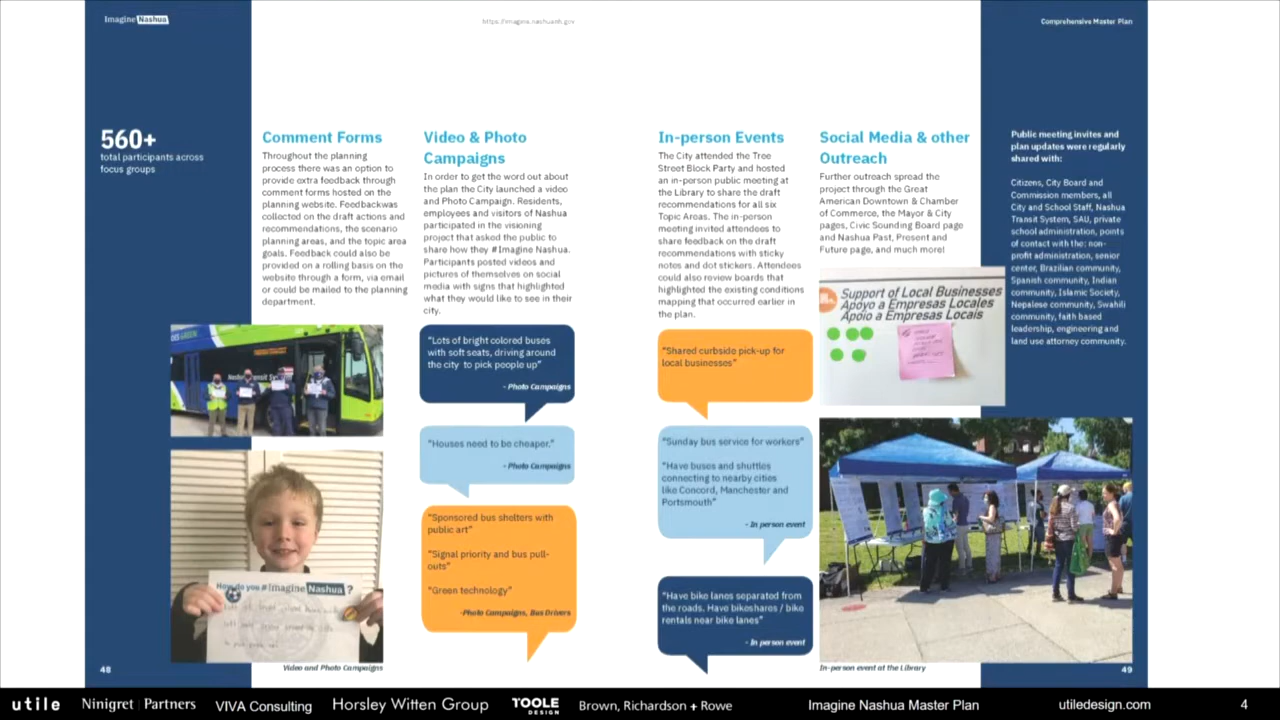 Imagine Nashua
https://imagine.nashuanh.gov
Comprehensive Master Plan
560+
total participants across
focus groups
Comment Forms
Throughout the planning
process there was an option to
provide extra feedback through
comment forms hosted on the
planning website. Feedbackwas
collected on the draft actions and
recommendations, the scenario
planning areas, and the topic area
goals. Feedback could also be
provided on a rolling basis on the
website through a form, via email
or could be mailed to the planning
department.
Video & Photo
Campaigns
In order to get the word out about
the plan the City launched a video
and Photo Campaign. Residents,
employees and visitors of Nashua
participated in the visioning
project that asked the public to
share how they #Imagine Nashua.
Participants posted videos and
pictures of themselves on social
media with signs that highlighted
what they would like to see in their
city.
"Lots of bright colored buses
with soft seats, driving around
the city to pick people up"
- Photo Campaigns
"Houses need to be cheaper."
- Photo Campaigns
"Sponsored bus shelters with
public art"
"Signal priority and bus pull-
outs"
"Green technology"
-Photo Campaigns, Bus Drivers
How do you #Imagine Nashua?
48
Video and Photo Campaigns
In-person Events
The City attended the Tree
Street Block Party and hosted
an in-person public meeting at
the Library to share the draft
recommendations for all six
Topic Areas. The in-person
meeting invited attendees to
share feedback on the draft
recommendations with sticky
notes and dot stickers. Attendees
could also review boards that
highlighted the existing conditions
mapping that occurred earlier in
the plan.
"Shared curbside pick-up for
local businesses"
"Sunday bus service for workers"
"Have buses and shuttles
connecting to nearby cities
like Concord, Manchester and
Portsmouth"
- In person event
"Have bike lanes separated from
the roads. Have bikeshares / bike
rentals near bike lanes"
- In person event
Social Media & other
Outreach
Further outreach spread the
project through the Great
American Downtown & Chamber
of Commerce, the Mayor & City
pages, Civic Sounding Board page
and Nashua Past, Present and
Future page, and much more!
Support of Local Businesses
Apoyo a Empresas Locales
Apoio a Empresas Locais
In-person event at the Library
Public meeting invites and
plan updates were regularly
shared with:
Citizens, City Board and
Commission members, all
City and School Staff, Nashua
Transit System, SAU, private
school administration, points
of contact with the: non-
profit administration, senior
center, Brazilian community,
Spanish community, Indian
community, Islamic Society,
Nepalese community, Swahili
community, faith based
leadership, engineering and
land use attorney community.
49
utile
Ninigret | Partners
VIVA Consulting
Horsley Witten Group
TOOLE
DESIGN
Brown, Richardson + Rowe
Imagine Nashua Master Plan
utiledesign.com
4